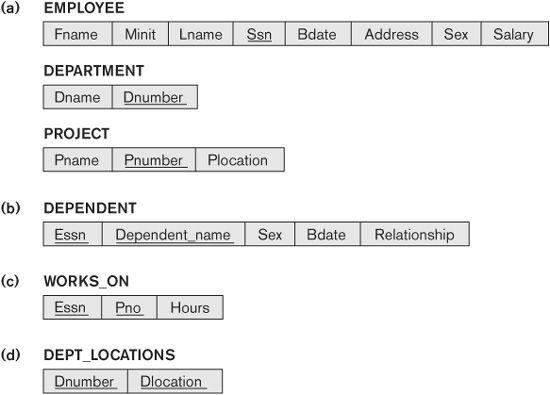 (a) EMPLOYEE
Fname Minit Lname Ssn Bdate Address Sex Salary
DEPARTMENT
Dname Dnumber
PROJECT
Pname Pnumber Plocation
(b) DEPENDENT
Essn Dependent_name Sex Bdate Relationship
(c) WORKS_ON
Essn Pno Hours
(d) DEPT_LOCATIONS
Dnumber Dlocation